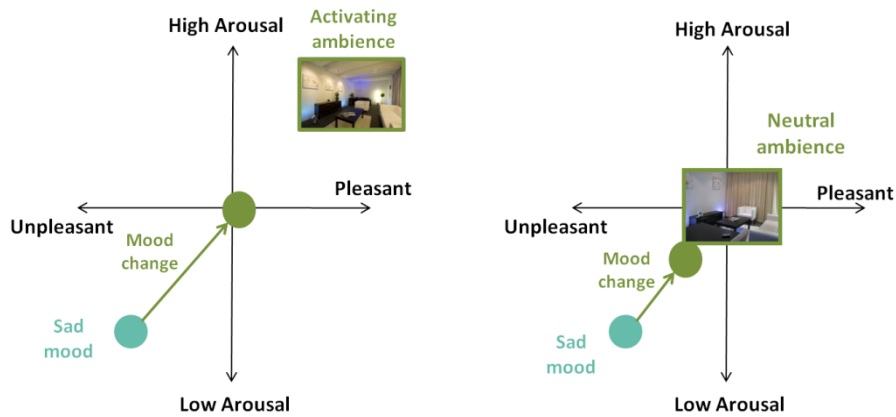 High Arousal
Activating
ambience
Pleasant
Unpleasant
Mood
change
Sad
mood
Low Arousal
High Arousal
Neutral
ambience
Pleasant
Unpleasant
Mood
change
Sad
mood
Low Arousal